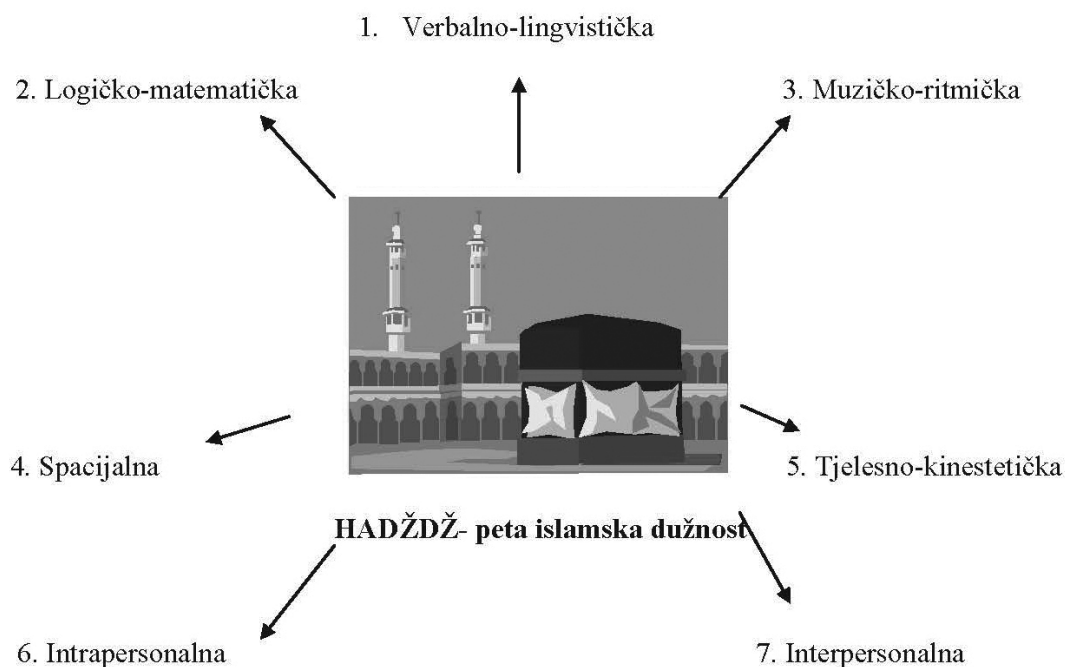 1. Verbalno-lingvistička
2. Logičko-matematička
3. Muzičko-ritmička
4. Spacijalna
5. Tjelesno-kinestetička
HADŽDŽ- peta islamska dužnost
6. Intrapersonalna
7. Interpersonalna